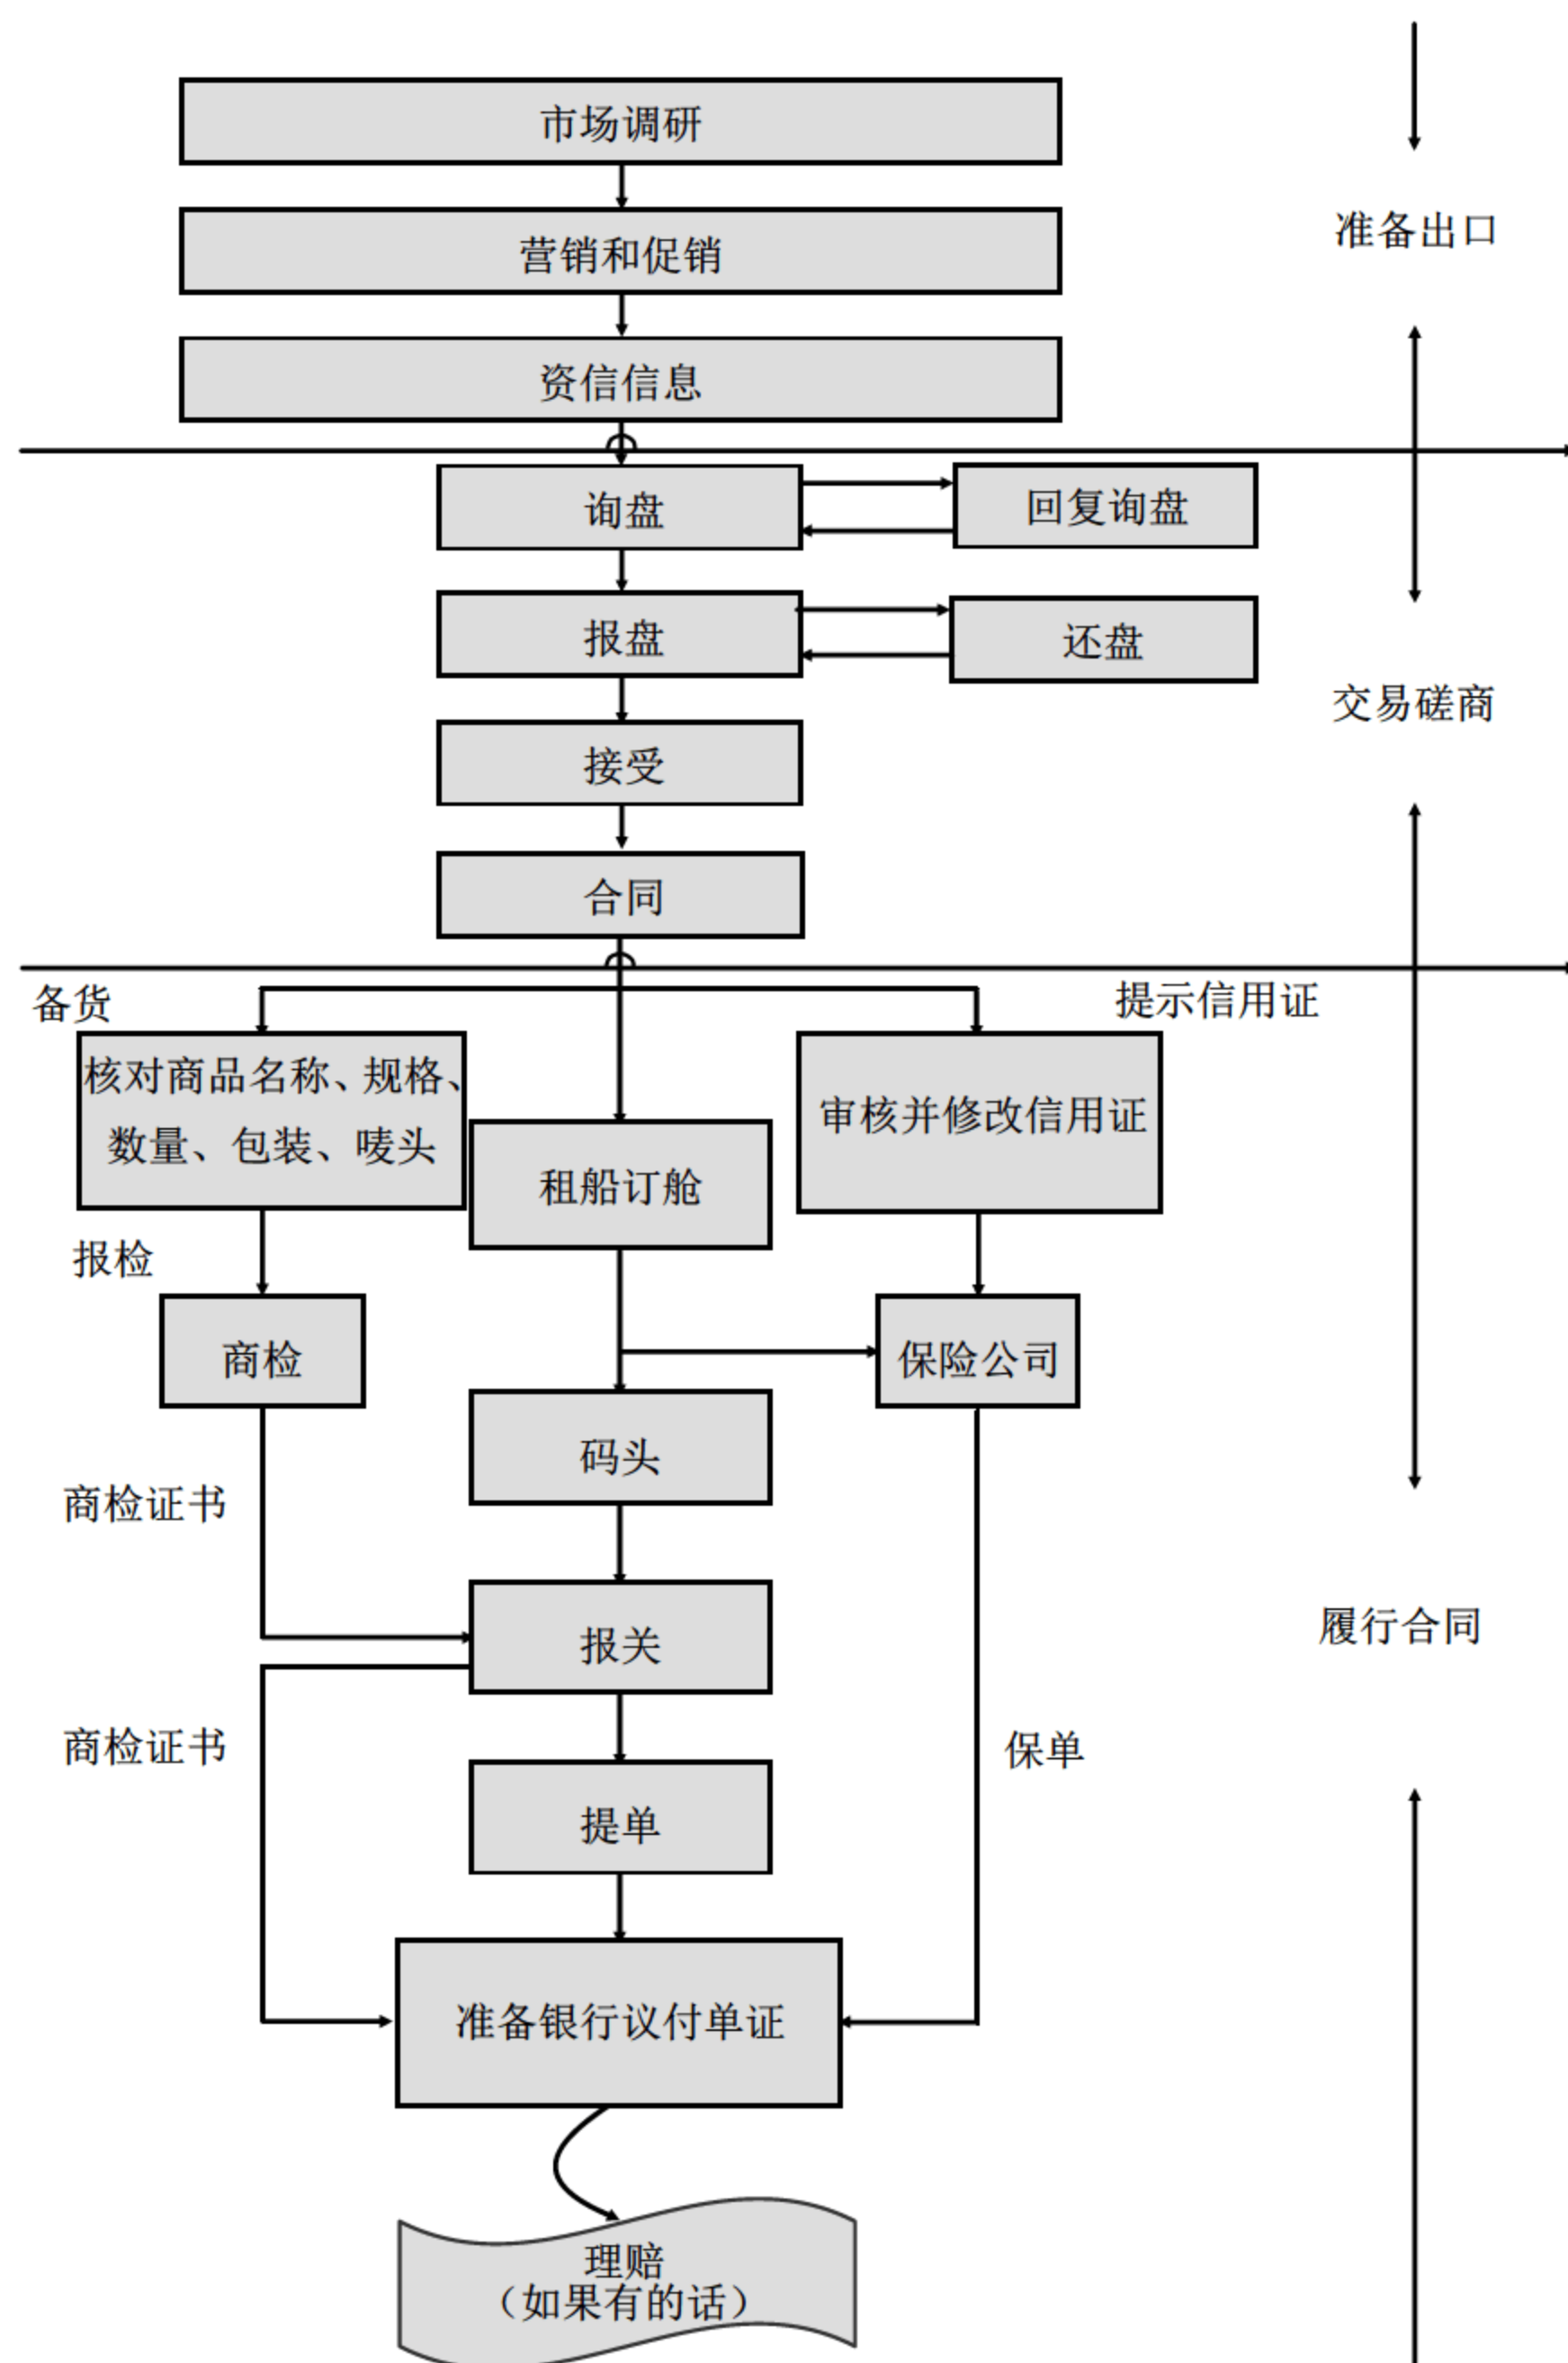 市场调研
准备出口
营销和促销
资信信息
询盘
回复询盘
报盘
还盘
交易磋商
接受
合同
备货
提示信用证
核对商品名称、规格、
数量、包装、唛头
审核并修改信用证
租船订舱
报检
商检
保险公司
码头
商检证书
履行合同
报关
商检证书
保单
提单
准备银行议付单证
理赔
（如果有的话）